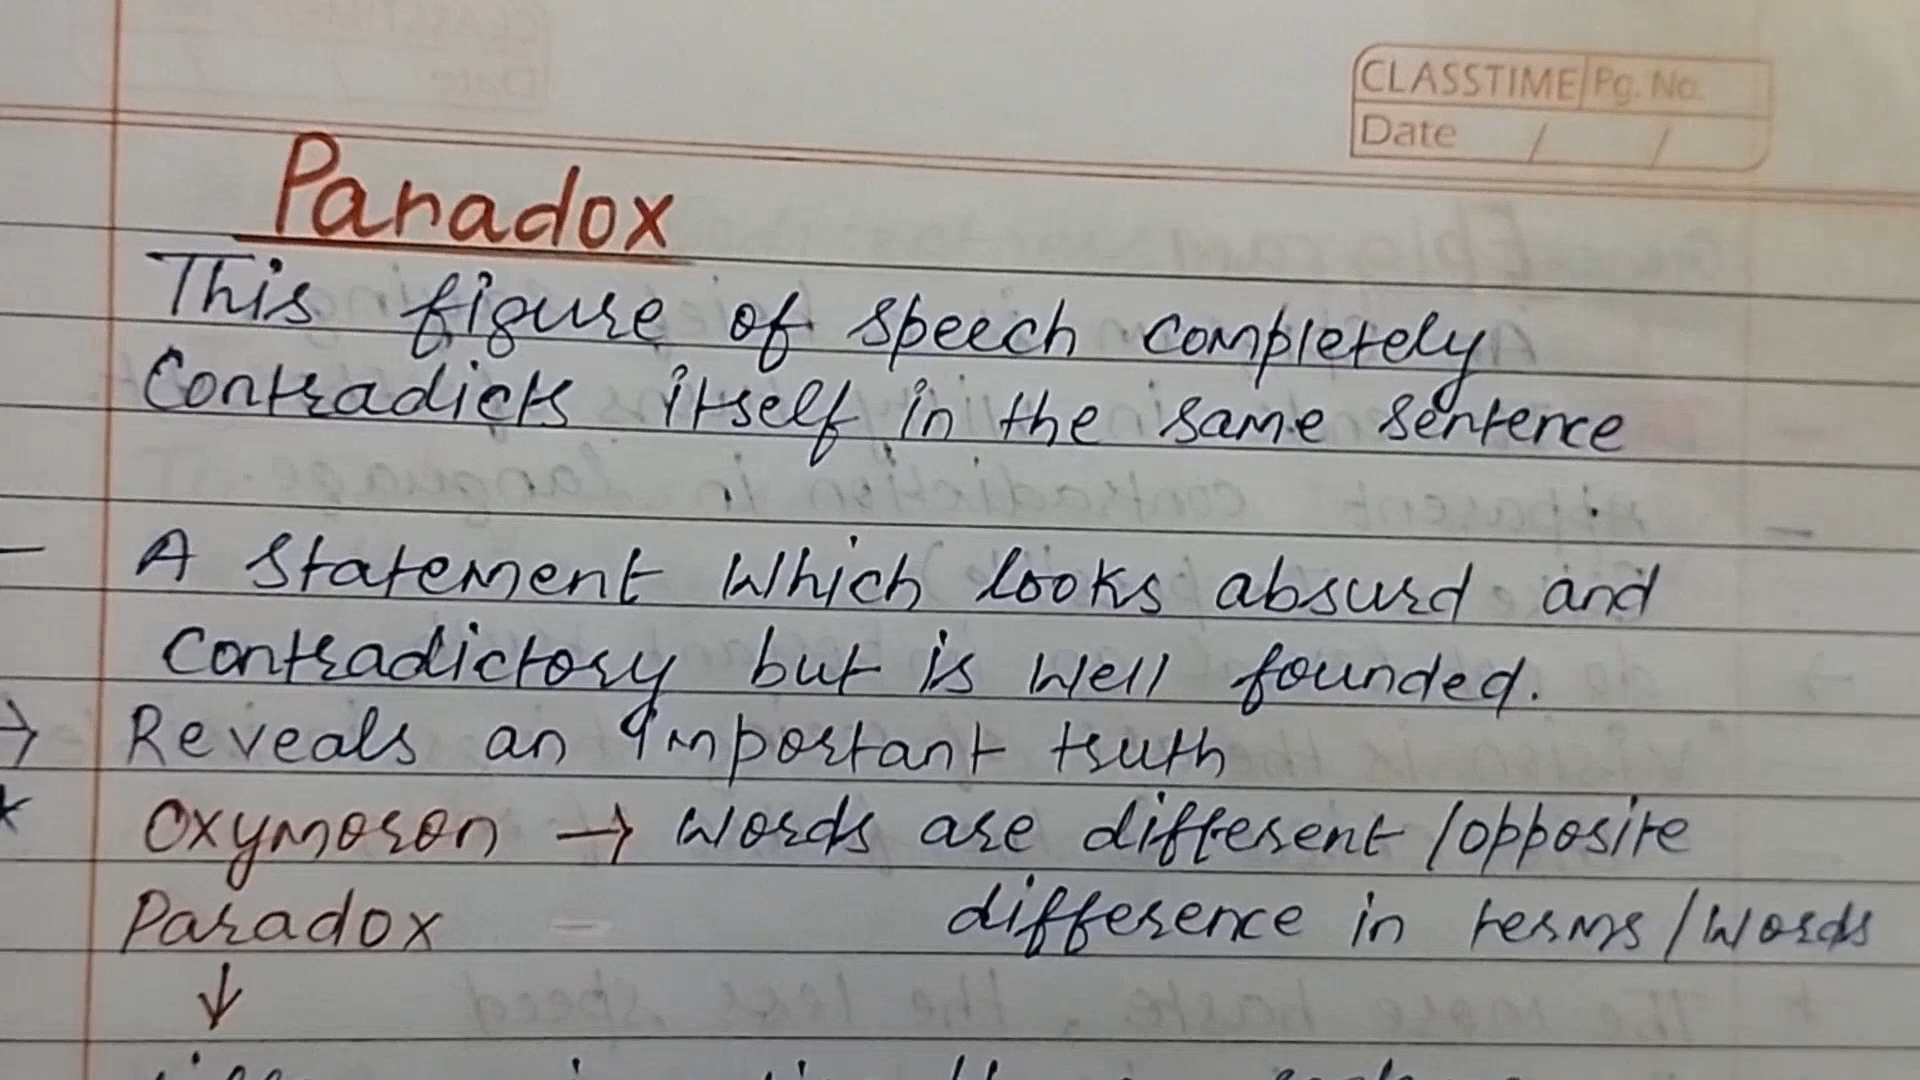 CLASSTIME Pg. No.
Date / /
Paradox
This figure of speech completely
Contradicts itself in the same sentence
- A statement which looks absurd and
contradictory but is well founded.
→ Reveals an important truth
* Oxymoron → words are different / opposite
Paradox - difference in terms / words
↓